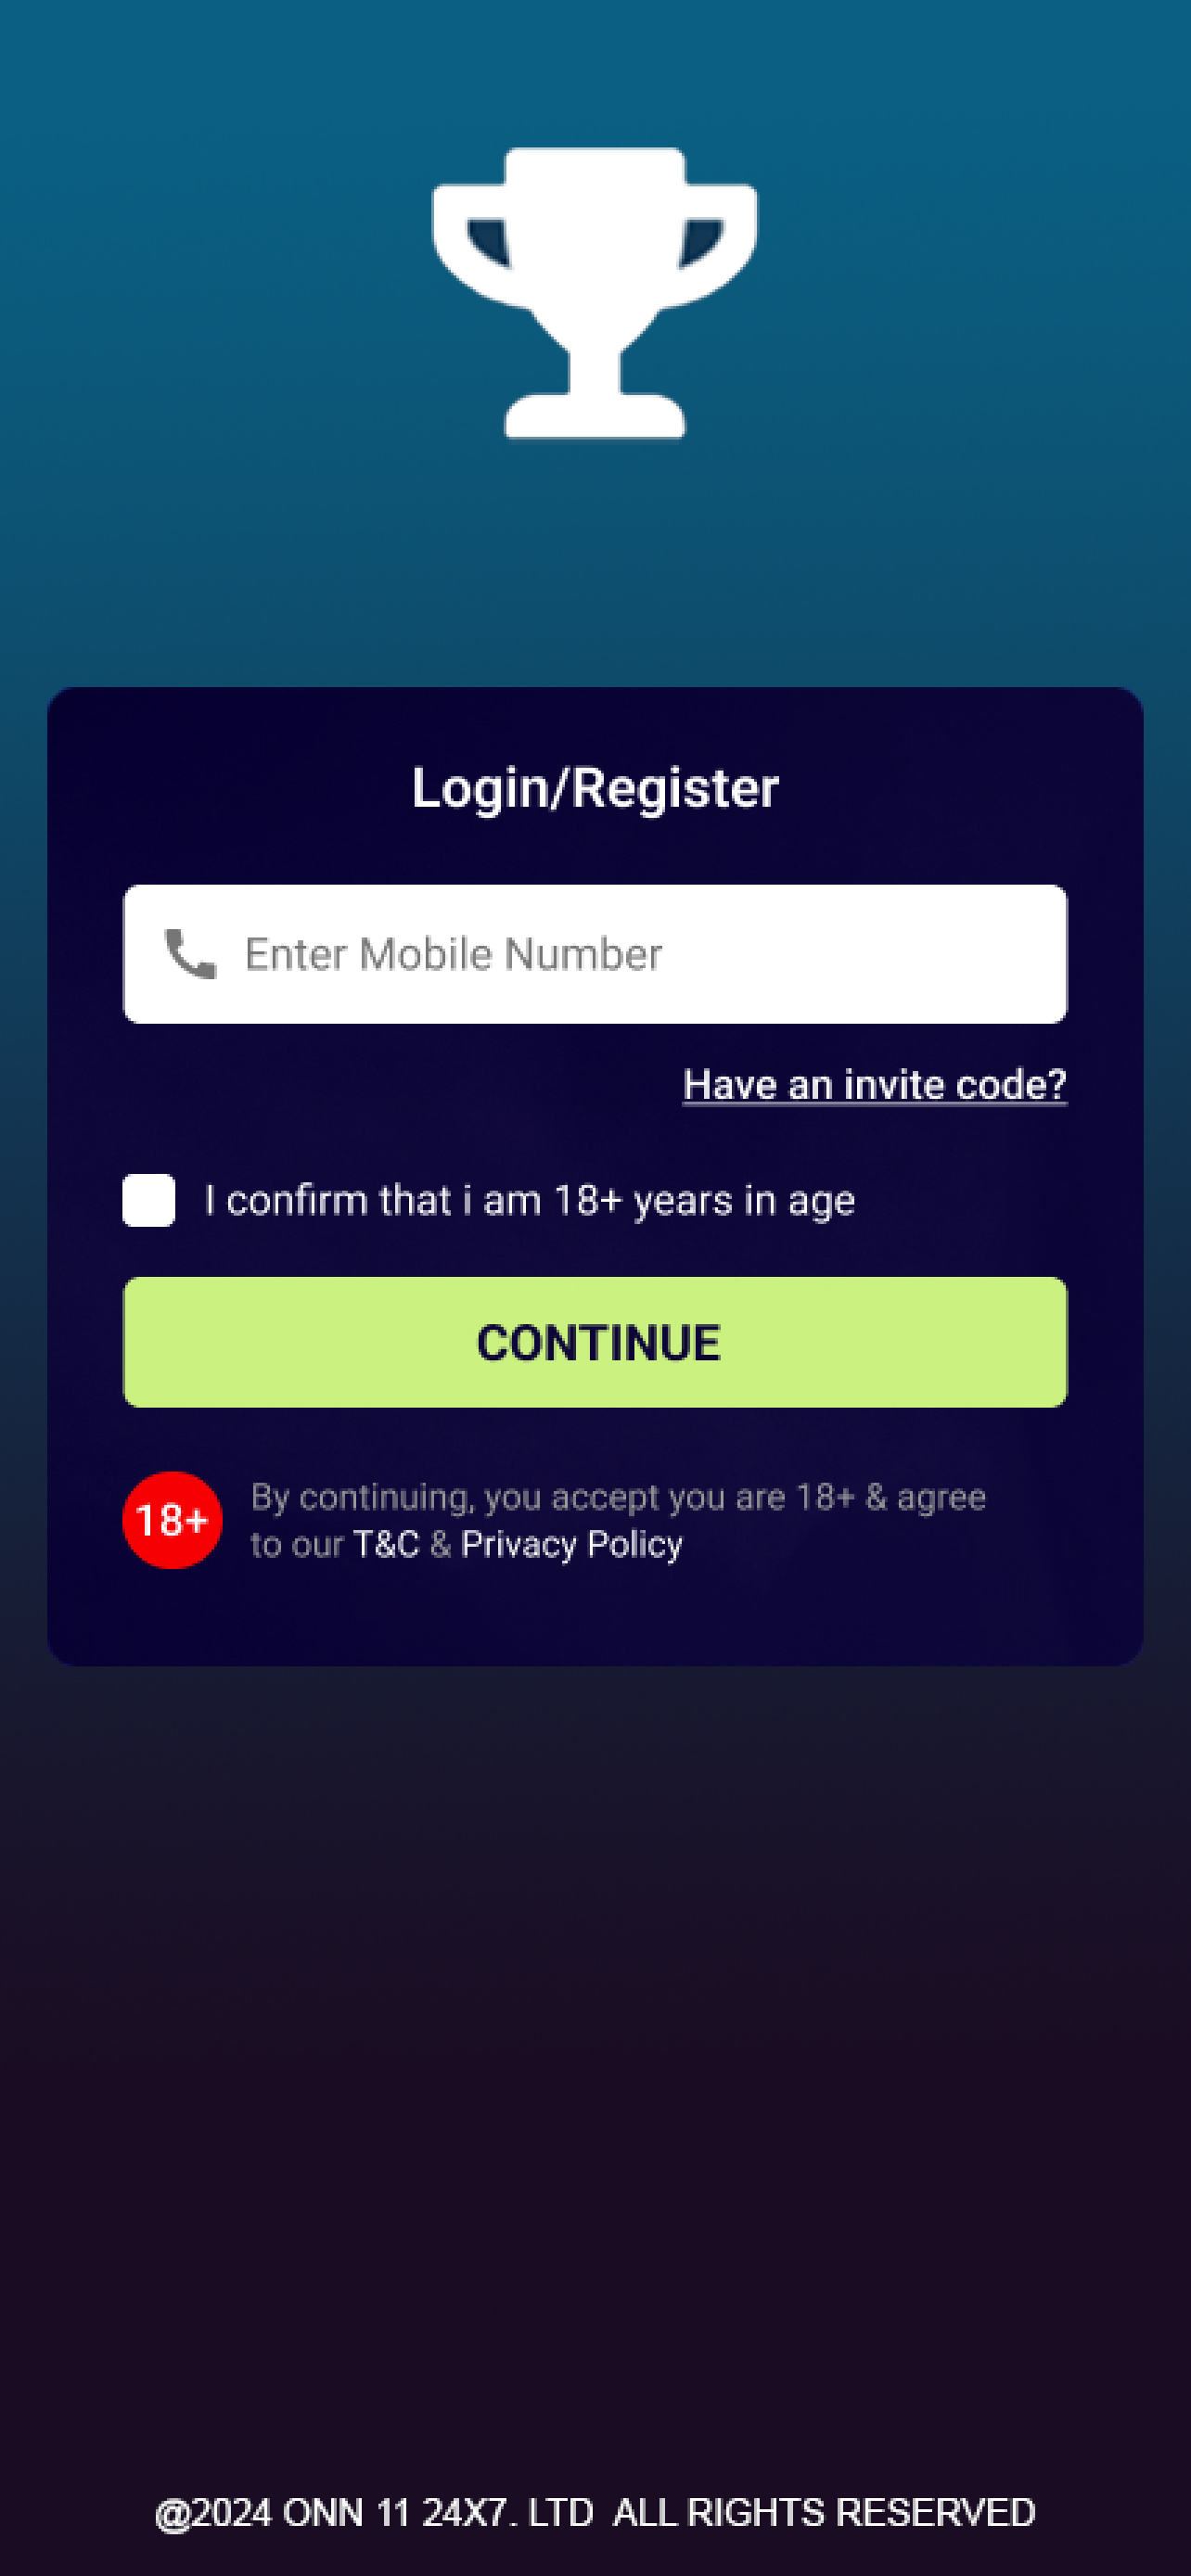 Login/Register
Enter Mobile Number
Have an invite code?
I confirm that i am 18+ years in age
CONTINUE
18+
By continuing, you accept you are 18+ & agree
to our T&C & Privacy Policy
@2024 ONN 11 24X7. LTD ALL RIGHTS RESERVED